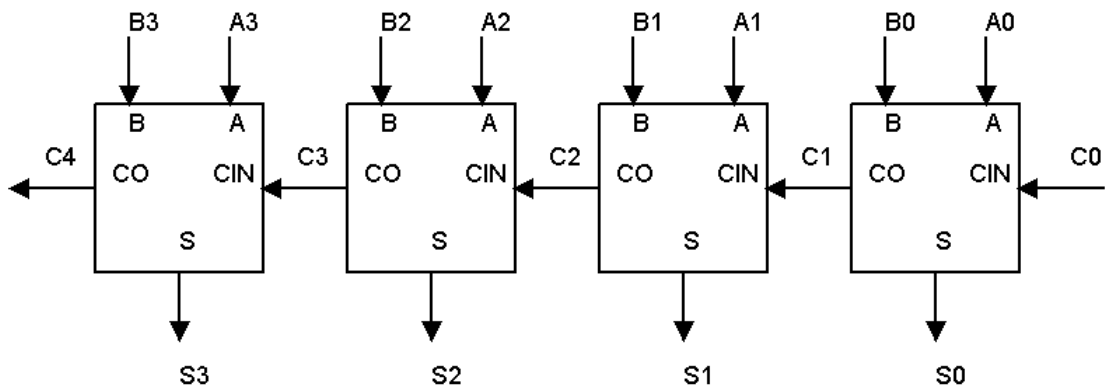 B3 A3 B2 A2 B1 A1 B0 A0
B A B A B A B A
C4 C3 C2 C1 C0
CO CIN CO CIN CO CIN CO CIN
S S S S
S3 S2 S1 S0